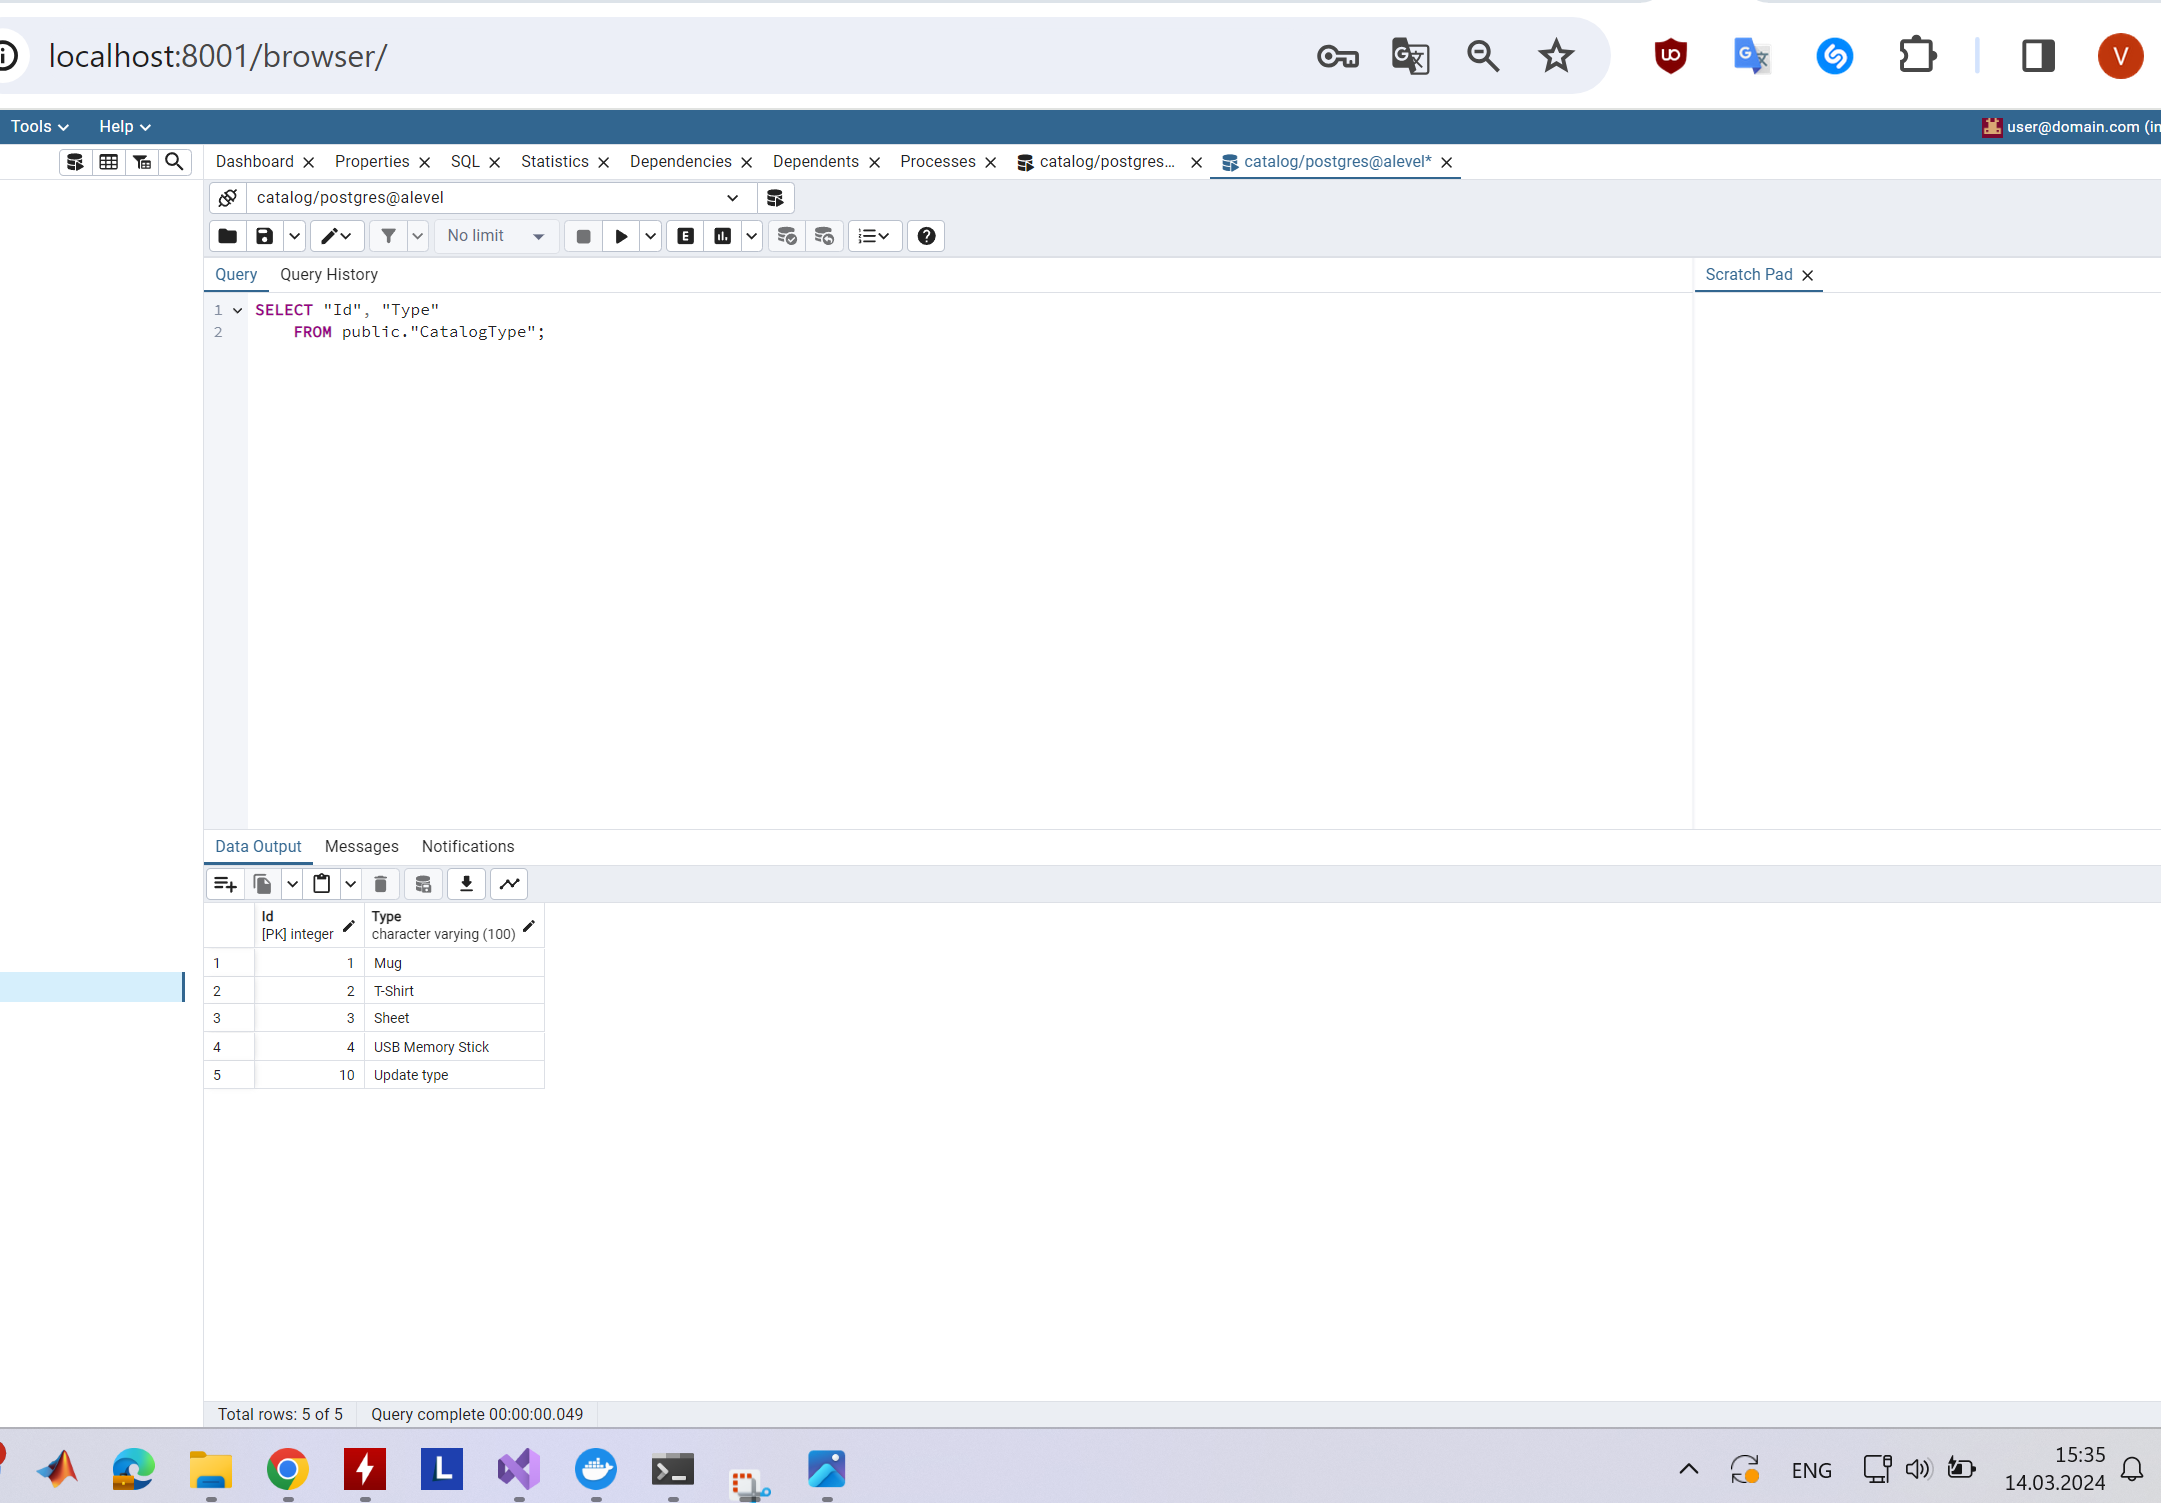 localhost:8001/browser/
V
Tools Help
user@domain.com (in
Dashboard Properties SQL Statistics Dependencies Dependents Processes catalog/postgres... catalog/postgres@alevel*
catalog/postgres@alevel
No limit
E
Query Query History
Scratch Pad
1 SELECT "Id", "Type"
2 FROM public."CatalogType";
Data Output Messages Notifications
Id Type
[PK] integer character varying (100)
1 1 Mug
2 2 T-Shirt
3 3 Sheet
4 4 USB Memory Stick
5 10 Update type
Total rows: 5 of 5 Query complete 00:00:00.049
L
ENG
15:35
14.03.2024